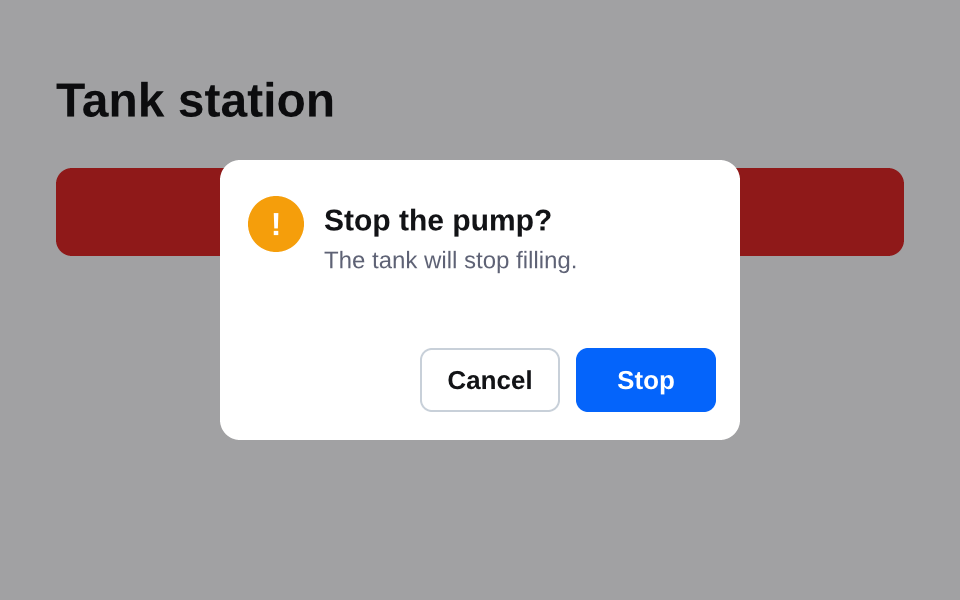 Tank station
!
Stop the pump?
The tank will stop filling.
Cancel
Stop